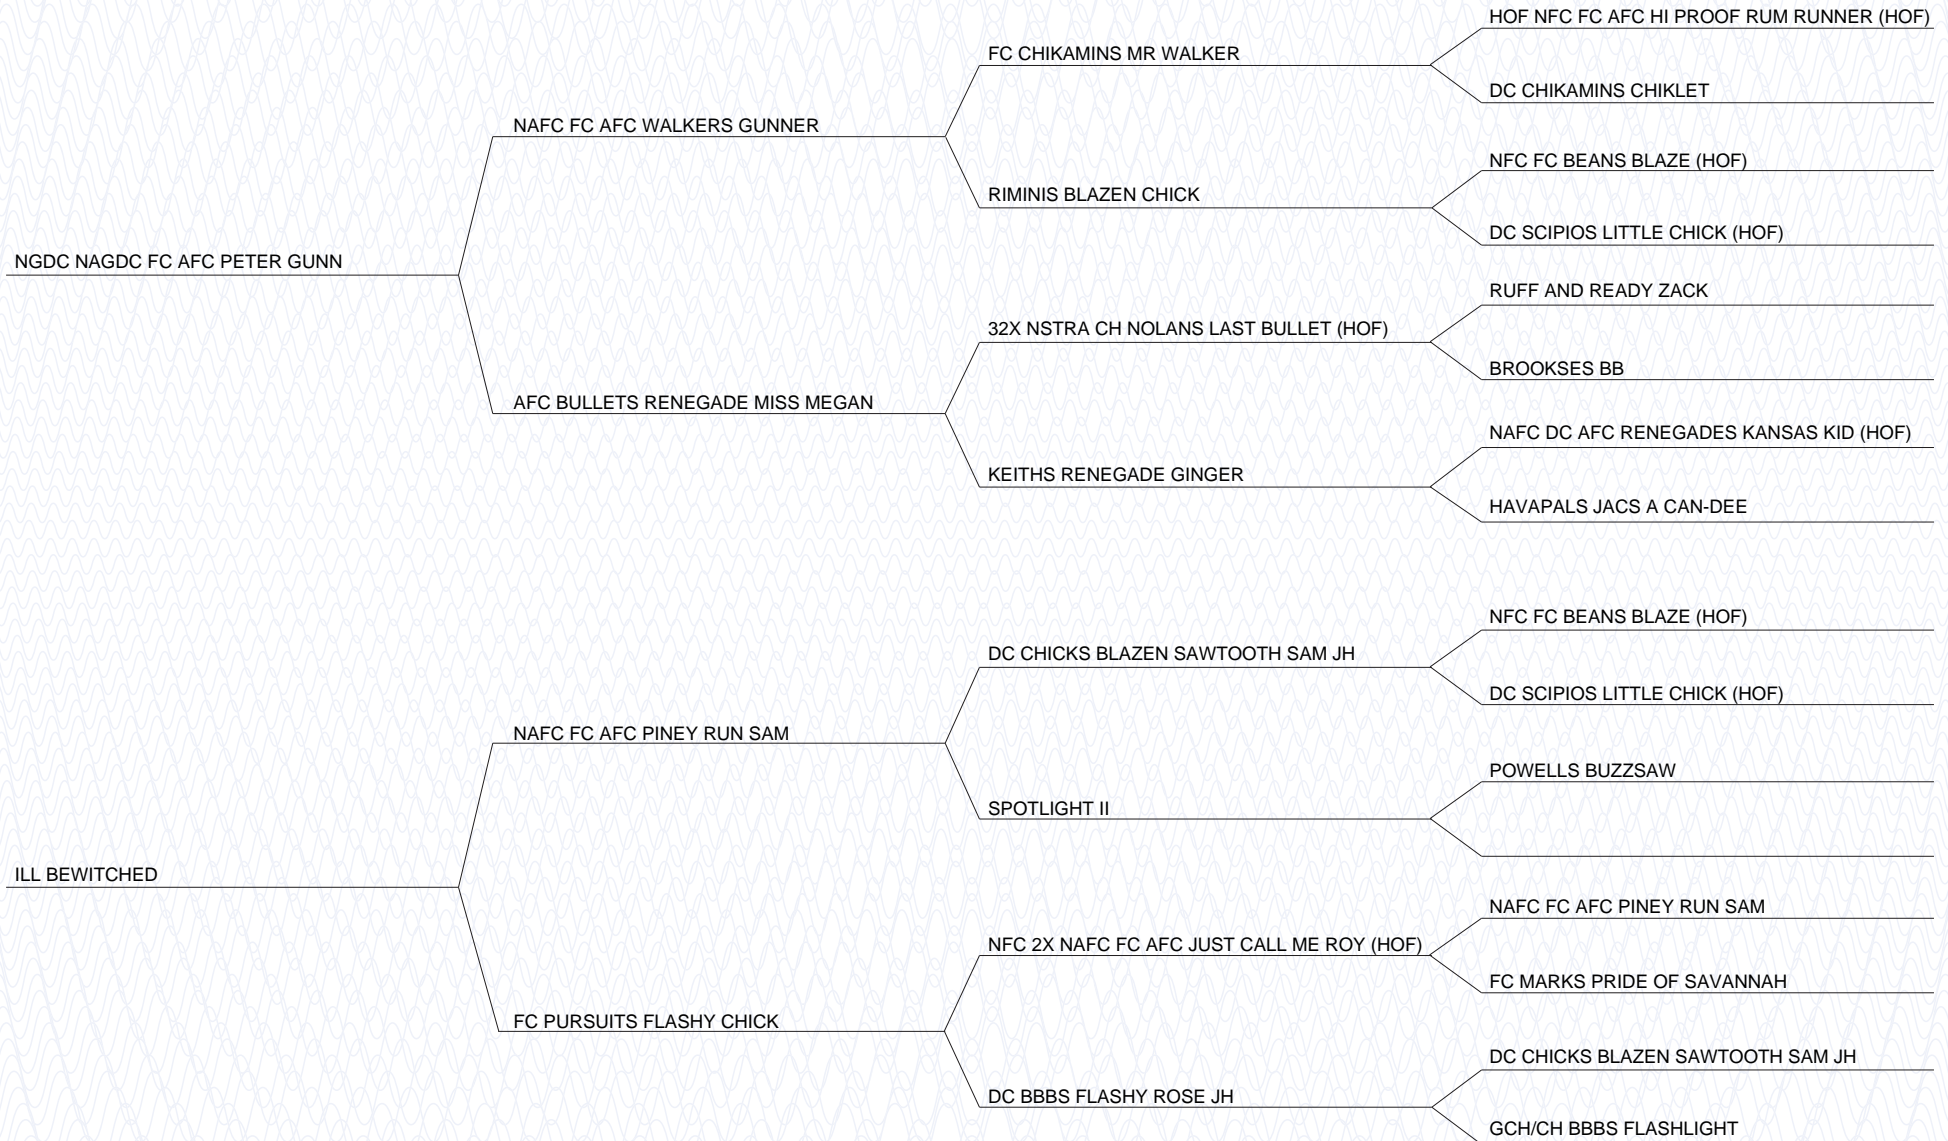 HOF NFC FC AFC HI PROOF RUM RUNNER (HOF)
FC CHIKAMINS MR WALKER
DC CHIKAMINS CHIKLET
NAFC FC AFC WALKERS GUNNER
NFC FC BEANS BLAZE (HOF)
RIMINIS BLAZEN CHICK
DC SCIPIOS LITTLE CHICK (HOF)
NGDC NAGDC FC AFC PETER GUNN
RUFF AND READY ZACK
32X NSTRA CH NOLANS LAST BULLET (HOF)
BROOKSES BB
AFC BULLETS RENEGADE MISS MEGAN
NAFC DC AFC RENEGADES KANSAS KID (HOF)
KEITHS RENEGADE GINGER
HAVAPALS JACS A CAN-DEE
NFC FC BEANS BLAZE (HOF)
DC CHICKS BLAZEN SAWTOOTH SAM JH
DC SCIPIOS LITTLE CHICK (HOF)
NAFC FC AFC PINEY RUN SAM
POWELLS BUZZSAW
SPOTLIGHT II
ILL BEWITCHED
NAFC FC AFC PINEY RUN SAM
NFC 2X NAFC FC AFC JUST CALL ME ROY (HOF)
FC MARKS PRIDE OF SAVANNAH
FC PURSUITS FLASHY CHICK
DC CHICKS BLAZEN SAWTOOTH SAM JH
DC BBBS FLASHY ROSE JH
GCH/CH BBBS FLASHLIGHT